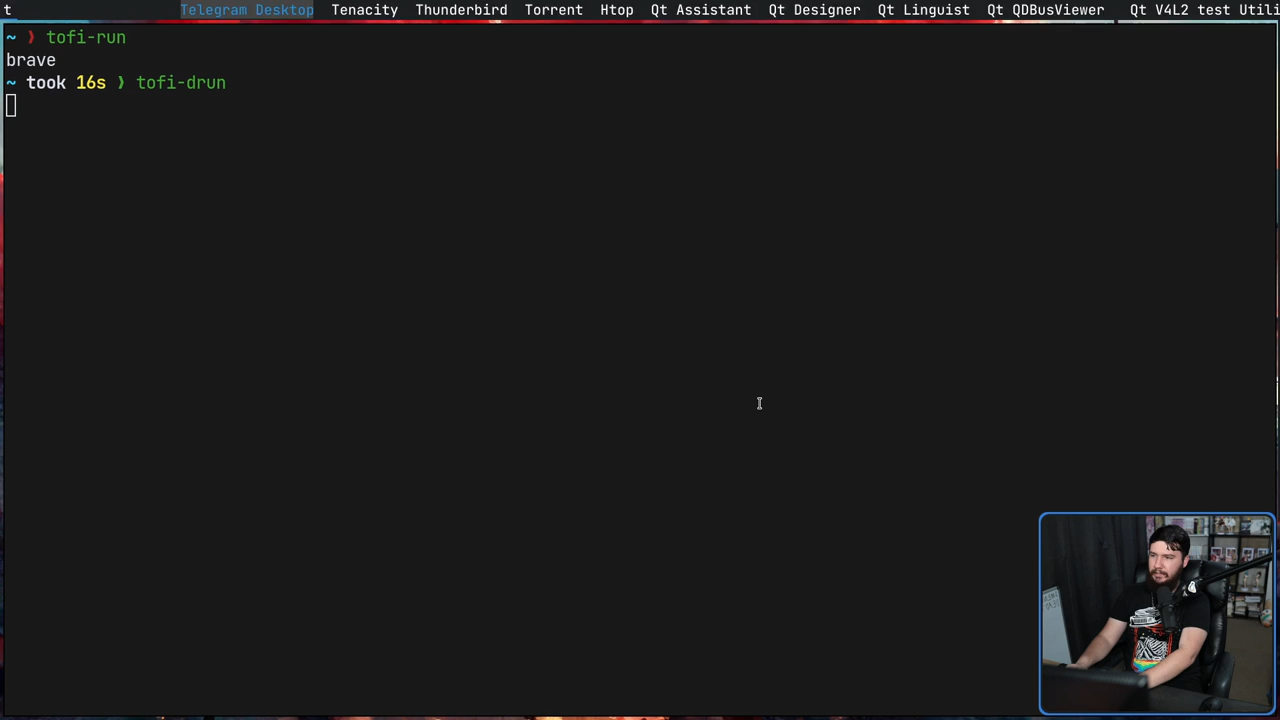 t Telegram Desktop Tenacity Thunderbird Torrent Htop Qt Assistant Qt Designer Qt Linguist Qt QDBusViewer Qt V4L2 test Utili
~ ❯ tofi-run
brave
~ took 16s ❯ tofi-drun